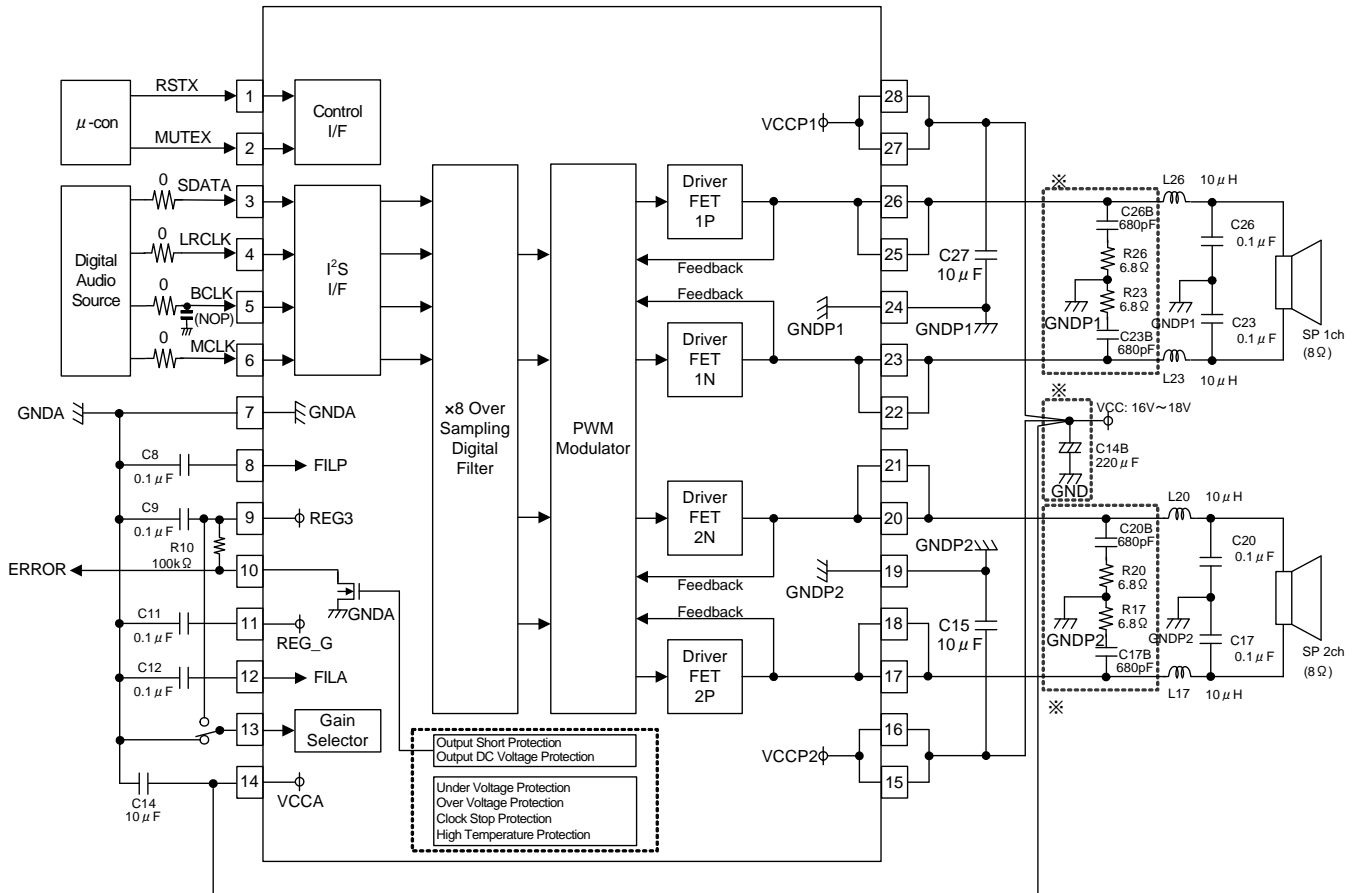 μ-con
RSTX
MUTEX
1
2
Control
I/F
Digital
Audio
Source
0
SDATA
0
LRCLK
0
BCLK
(NOP)
0
MCLK
3
4
5
6
I²S
I/F
GNDA
7
GNDA
C8
0.1μF
8
FILP
C9
0.1μF
9
REG3
R10
100kΩ
ERROR
10
GNDA
C11
0.1μF
11
REG_G
C12
0.1μF
12
FILA
13
Gain
Selector
C14
10μF
14
VCCA
×8 Over
Sampling
Digital
Filter
PWM
Modulator
Driver
FET
1P
Feedback
Feedback
Driver
FET
1N
Driver
FET
2N
Feedback
Feedback
Driver
FET
2P
Output Short Protection
Output DC Voltage Protection
Under Voltage Protection
Over Voltage Protection
Clock Stop Protection
High Temperature Protection
VCCP1
28
27
26
25
GNDP1
24
23
22
21
20
GNDP2
19
18
17
VCCP2
16
15
C27
10μF
GNDP1
GNDP2
C15
10μF
※
C26B
680pF
R26
6.8Ω
R23
6.8Ω
GNDP1
C23B
680pF
L26 10μH
C26
0.1μF
GNDP1
C23
0.1μF
L23 10μH
SP 1ch
(8Ω)
※
VCC: 16V～18V
C14B
220μF
GND
C20B
680pF
R20
6.8Ω
R17
6.8Ω
GNDP2
C17B
680pF
※
L20 10μH
C20
0.1μF
GNDP2
C17
0.1μF
L17 10μH
SP 2ch
(8Ω)